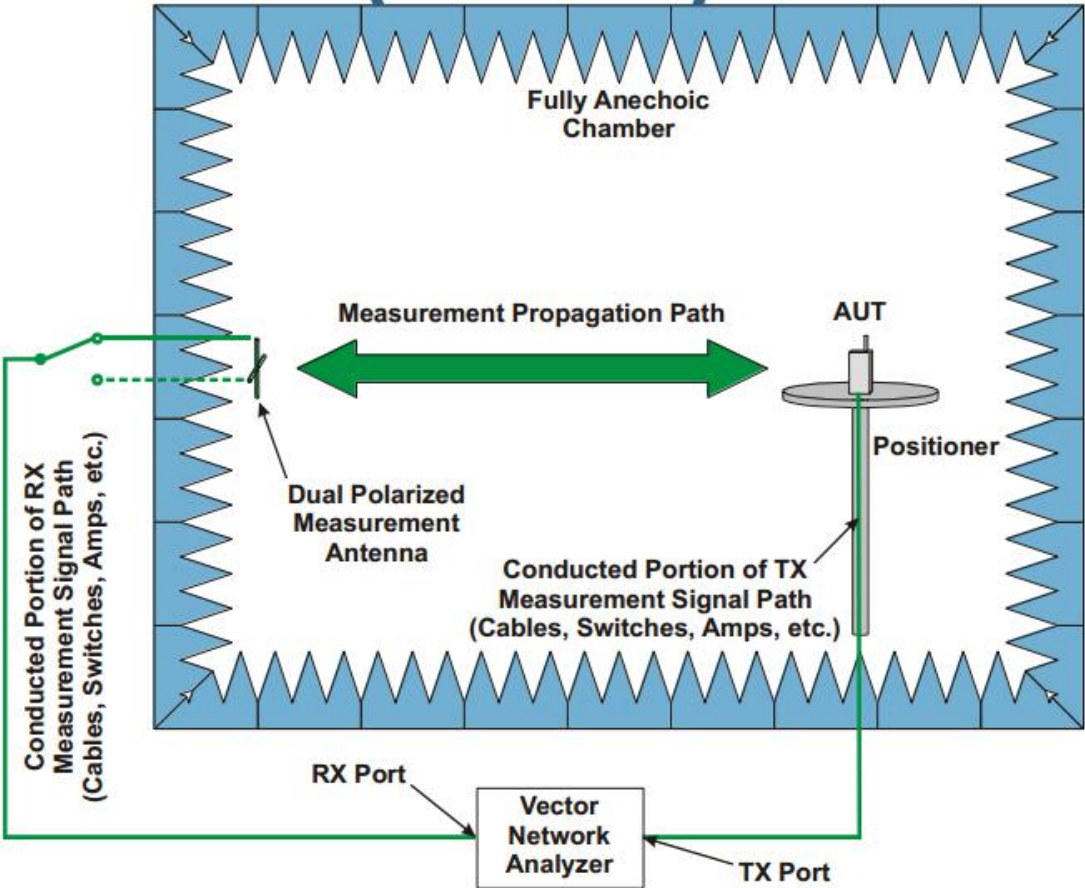 Fully Anechoic
Chamber
Measurement Propagation Path
AUT
Positioner
Dual Polarized
Measurement
Antenna
Conducted Portion of TX
Measurement Signal Path
(Cables, Switches, Amps, etc.)
Conducted Portion of RX
Measurement Signal Path
(Cables, Switches, Amps, etc.)
RX Port
Vector
Network
Analyzer
TX Port